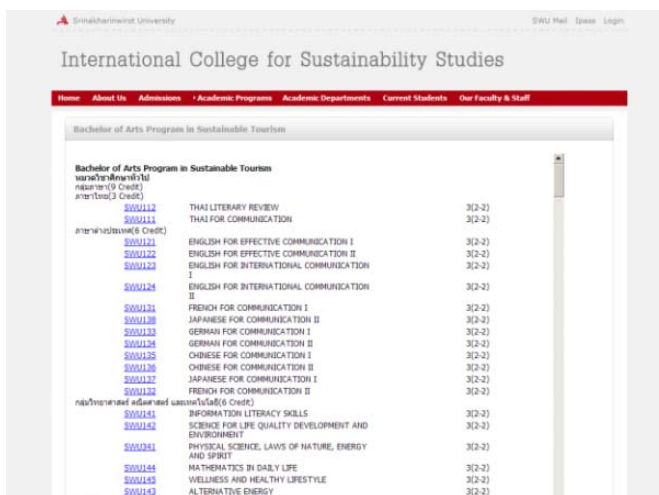 Srinakharinwirot University SWU Mail Ipass Login
International College for Sustainability Studies
Home About Us Admissions Academic Programs Academic Departments Current Students Our Faculty & Staff
Bachelor of Arts Program in Sustainable Tourism
Bachelor of Arts Program in Sustainable Tourism
หมวดวิชาศึกษาทั่วไป
กลุ่มภาษา(9 Credit)
ภาษาไทย(3 Credit)
SWU112 THAI LITERARY REVIEW 3(2-2)
SWU111 THAI FOR COMMUNICATION 3(2-2)
ภาษาต่างประเทศ(6 Credit)
SWU121 ENGLISH FOR EFFECTIVE COMMUNICATION I 3(2-2)
SWU122 ENGLISH FOR EFFECTIVE COMMUNICATION II 3(2-2)
SWU123 ENGLISH FOR INTERNATIONAL COMMUNICATION 3(2-2)
I
SWU124 ENGLISH FOR INTERNATIONAL COMMUNICATION 3(2-2)
II
SWU131 FRENCH FOR COMMUNICATION I 3(2-2)
SWU138 JAPANESE FOR COMMUNICATION II 3(2-2)
SWU133 GERMAN FOR COMMUNICATION I 3(2-2)
SWU134 GERMAN FOR COMMUNICATION II 3(2-2)
SWU135 CHINESE FOR COMMUNICATION I 3(2-2)
SWU136 CHINESE FOR COMMUNICATION II 3(2-2)
SWU137 JAPANESE FOR COMMUNICATION I 3(2-2)
SWU132 FRENCH FOR COMMUNICATION II 3(2-2)
กลุ่มวิทยาศาสตร์ คณิตศาสตร์ และเทคโนโลยี(6 Credit)
SWU141 INFORMATION LITERACY SKILLS 3(2-2)
SWU142 SCIENCE FOR LIFE QUALITY DEVELOPMENT AND 3(2-2)
ENVIRONMENT
SWU341 PHYSICAL SCIENCE, LAWS OF NATURE, ENERGY 3(2-2)
AND SPIRIT
SWU144 MATHEMATICS IN DAILY LIFE 3(2-2)
SWU145 WELLNESS AND HEALTHY LIFESTYLE 3(2-2)
SWU143 ALTERNATIVE ENERGY 3(2-2)